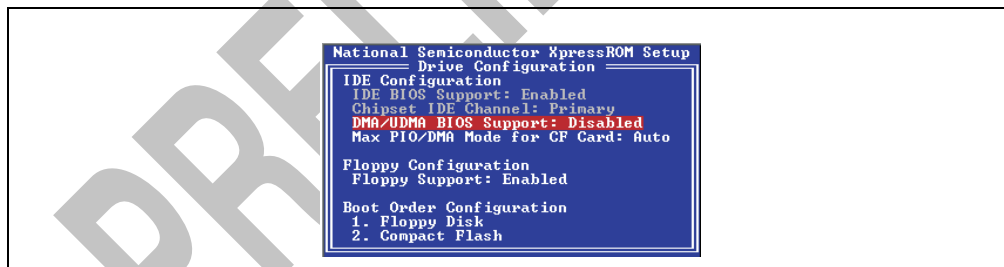 National Semiconductor XpressROM Setup
Drive Configuration
IDE Configuration
IDE BIOS Support: Enabled
Chipset IDE Channel: Primary
DMA/UDMA BIOS Support: Disabled
Max PIO/DMA Mode for CF Card: Auto
Floppy Configuration
Floppy Support: Enabled
Boot Order Configuration
1. Floppy Disk
2. Compact Flash